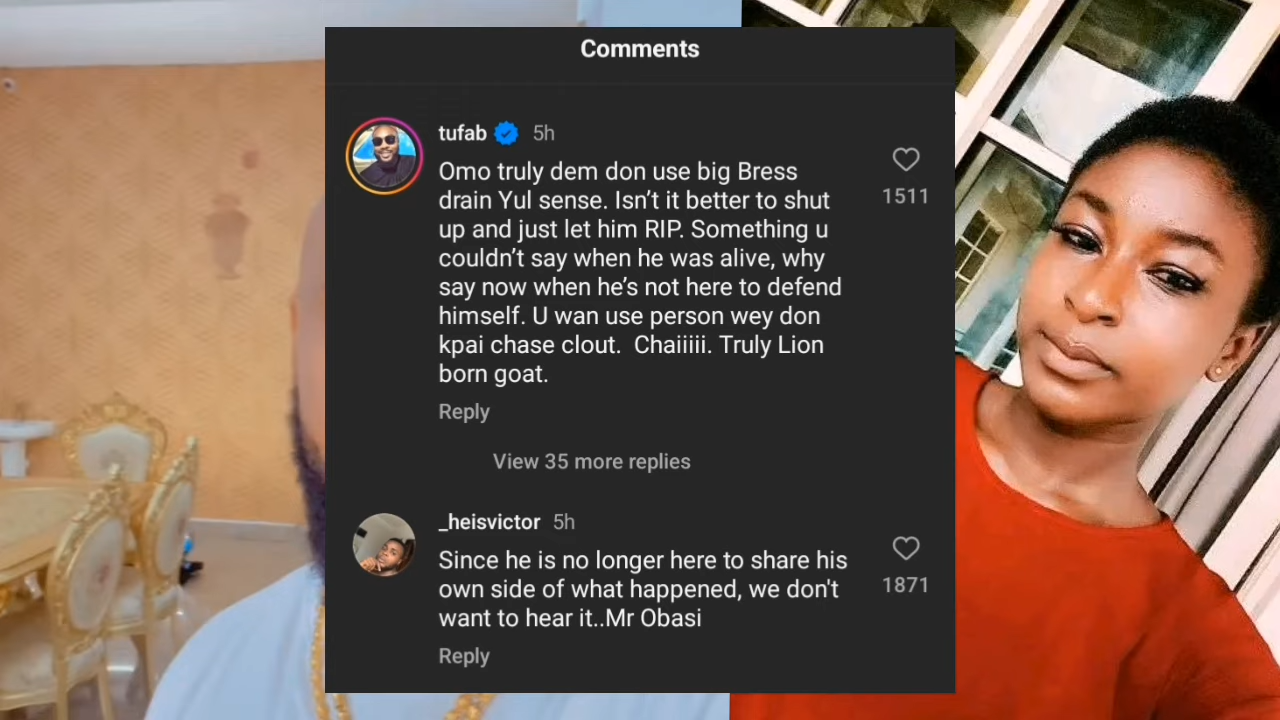 Comments
tufab 5h
Omo truly dem don use big Bress
drain Yul sense. Isn’t it better to shut
up and just let him RIP. Something u
couldn’t say when he was alive, why
say now when he’s not here to defend
himself. U wan use person wey don
kpai chase clout.  Chaiiiii. Truly Lion
born goat.
1511
Reply
View 35 more replies
_heisvictor 5h
Since he is no longer here to share his
own side of what happened, we don't
want to hear it..Mr Obasi
1871
Reply